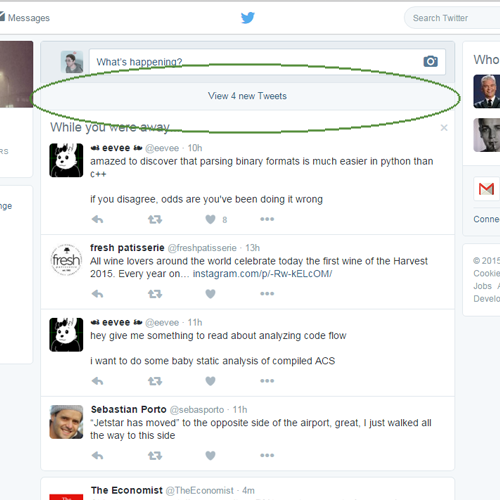 Messages
Search Twitter
What's happening?
View 4 new Tweets
Who
While you were away
RS
nge
eevee @eevee · 10h
amazed to discover that parsing binary formats is much easier in python than
c++
if you disagree, odds are you've been doing it wrong
8
fresh patisserie @freshpatisserie · 13h
All wine lovers around the world celebrate today the first wine of the Harvest
2015. Every year on... instagram.com/p/-Rw-kELcOM/
fresh
eevee @eevee · 11h
hey give me something to read about analyzing code flow
i want to do some baby static analysis of compiled ACS
Sebastian Porto @sebasporto · 11h
"Jetstar has moved" to the opposite side of the airport, great, I just walked all
the way to this side
The Economist @TheEconomist · 4m
The
Conne
© 2015
Cookie
Jobs
Develo